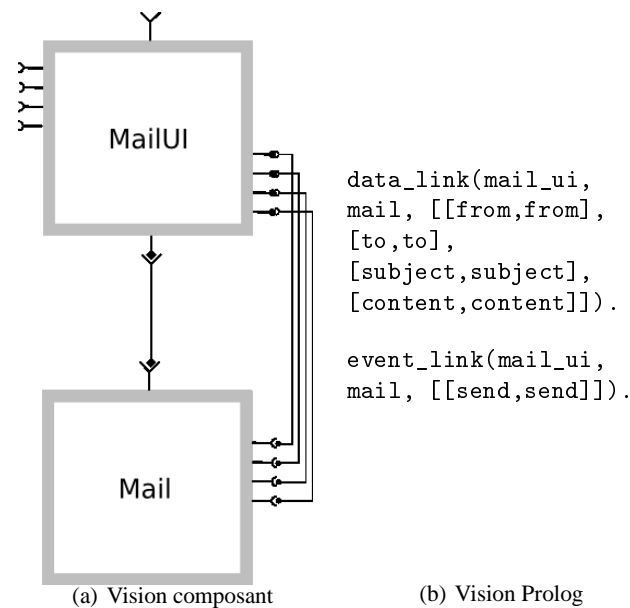 MailUI
Mail
data_link(mail_ui,
mail, [[from,from],
[to,to],
[subject,subject],
[content,content]]).
event_link(mail_ui,
mail, [[send,send]]).
(a) Vision composant
(b) Vision Prolog